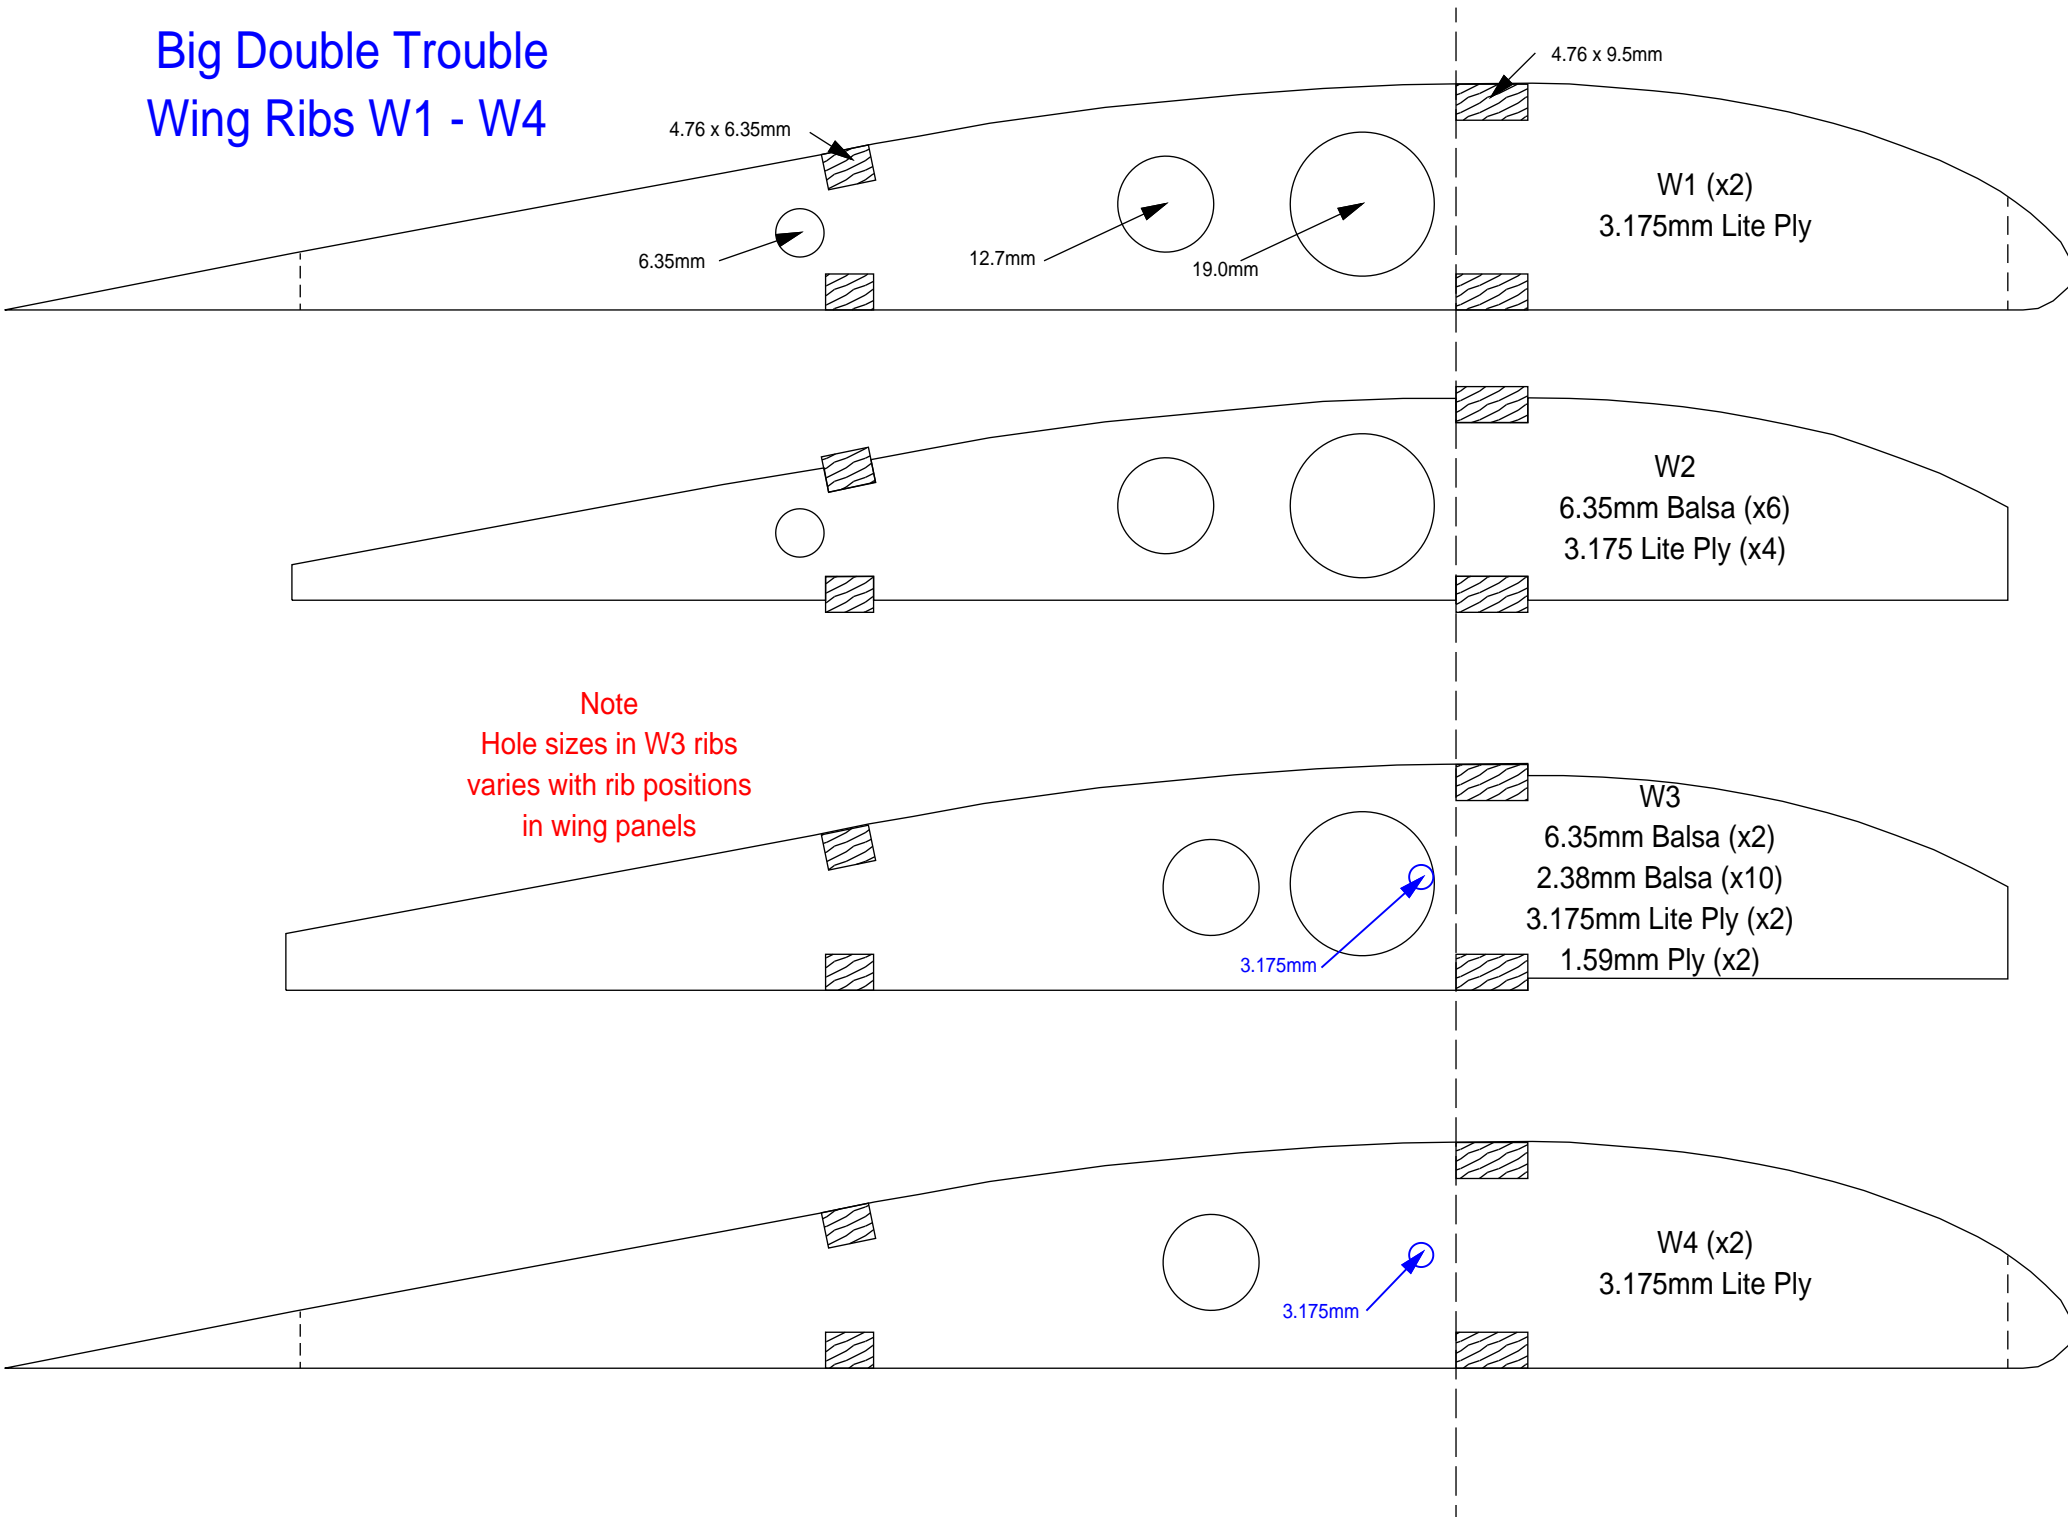 Big Double Trouble
Wing Ribs W1 - W4
4.76 x 9.5mm
4.76 x 6.35mm
6.35mm
12.7mm
19.0mm
W1 (x2)
3.175mm Lite Ply
W2
6.35mm Balsa (x6)
3.175 Lite Ply (x4)
Note
Hole sizes in W3 ribs
varies with rib positions
in wing panels
3.175mm
W3
6.35mm Balsa (x2)
2.38mm Balsa (x10)
3.175mm Lite Ply (x2)
1.59mm Ply (x2)
3.175mm
W4 (x2)
3.175mm Lite Ply